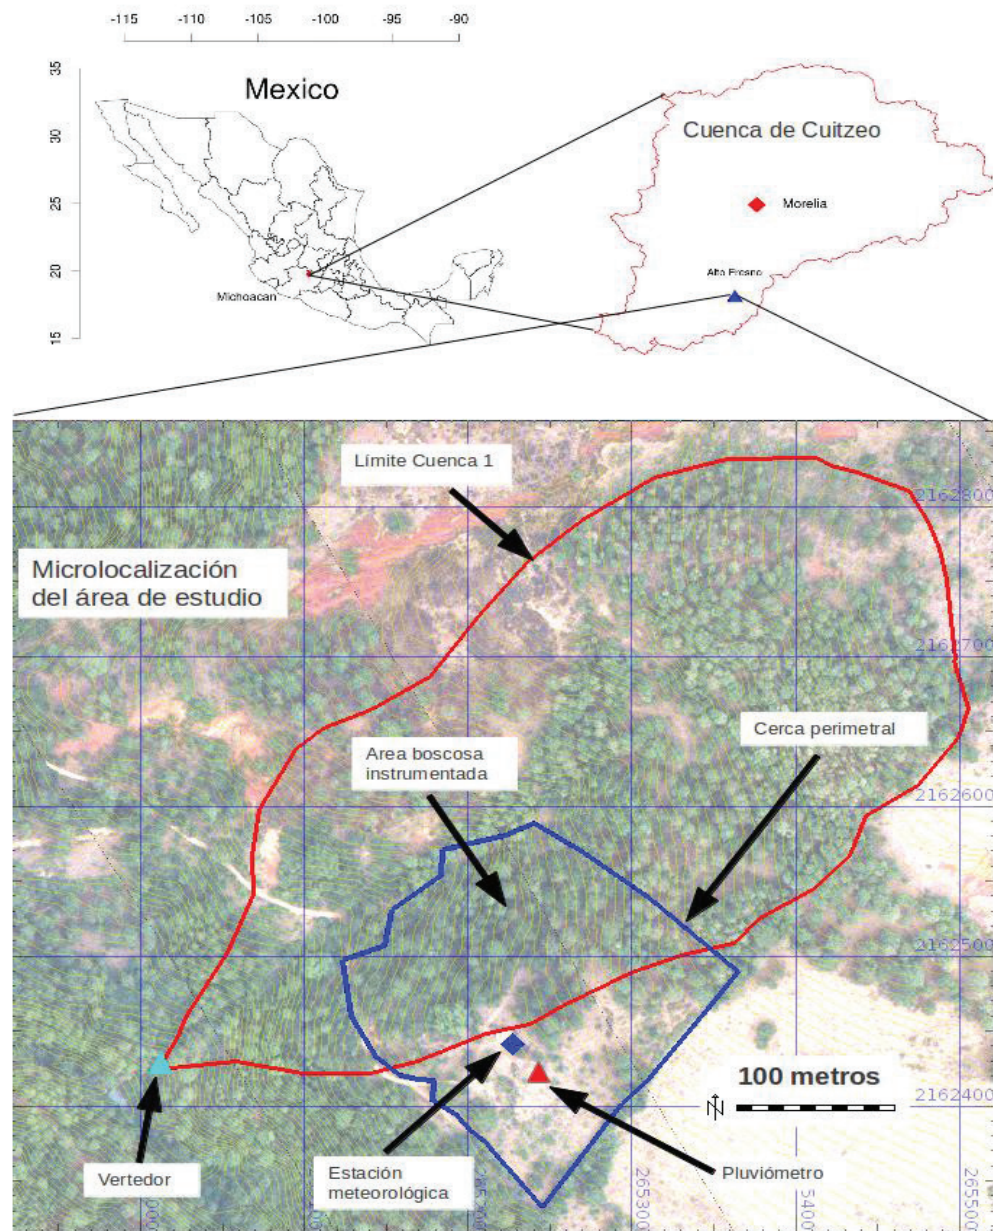 -115 -110 -105 -100 -95 -90
35
30
25
20
15
Mexico
Michoacan
Cuenca de Cuitzeo
Morelia
Alto Fresno
Límite Cuenca 1
2162800
Microlocalización
del área de estudio
2162700
Area boscosa
instrumentada
Cerca perimetral
2162600
2162500
100 metros
2162400
Vertedor
Estación
meteorológica
Pluviómetro
265300
265400
265500